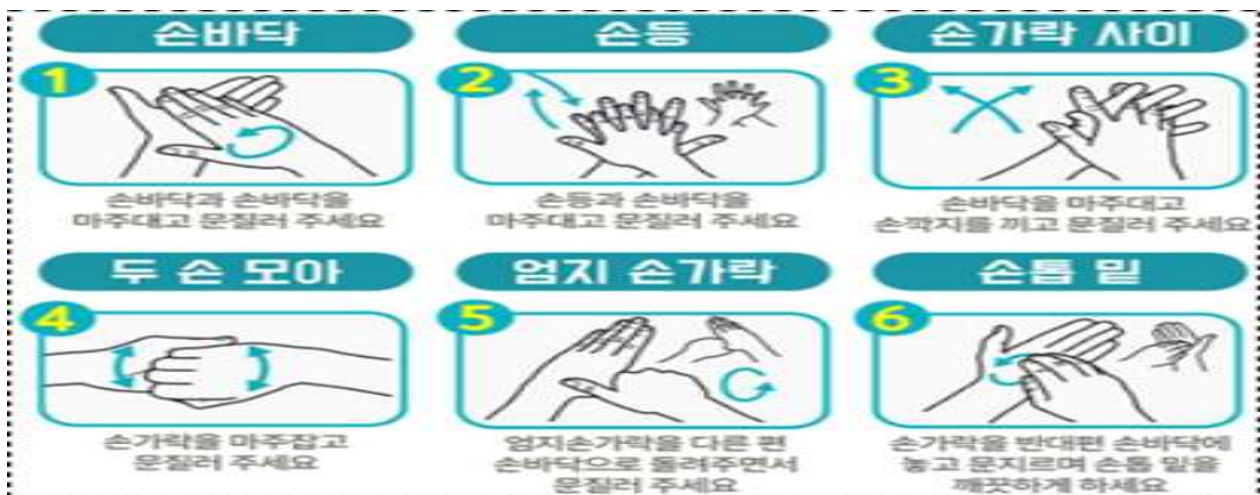 손바닥
1
손바닥과 손바닥을
마주대고 문질러 주세요
손등
2
손등과 손바닥을
마주대고 문질러 주세요
손가락 사이
3
손바닥을 마주대고
손깍지를 끼고 문질러 주세요
두 손 모아
4
손가락을 마주잡고
문질러 주세요
엄지 손가락
5
엄지손가락을 다른 편
손바닥으로 돌려주면서
문질러 주세요
손톱 밑
6
손가락을 반대편 손바닥에
놓고 문지르며 손톱 밑을
깨끗하게 하세요